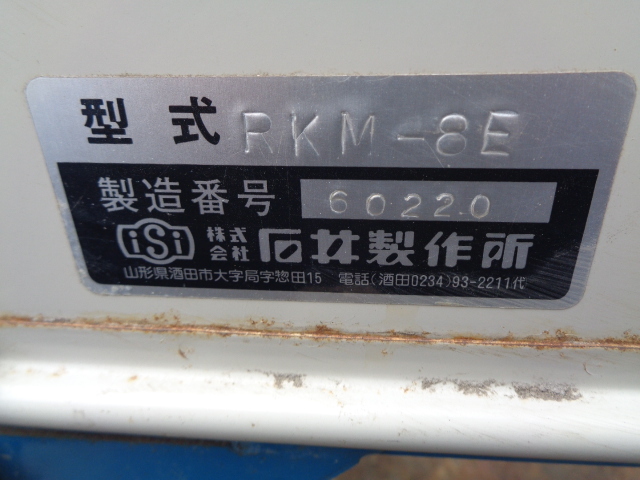 型式 RKM-8E
製造番号 60220
iSi 株式会社 石井製作所
山形県酒田市大字局字惣田15 電話(酒田0234)93-2211代